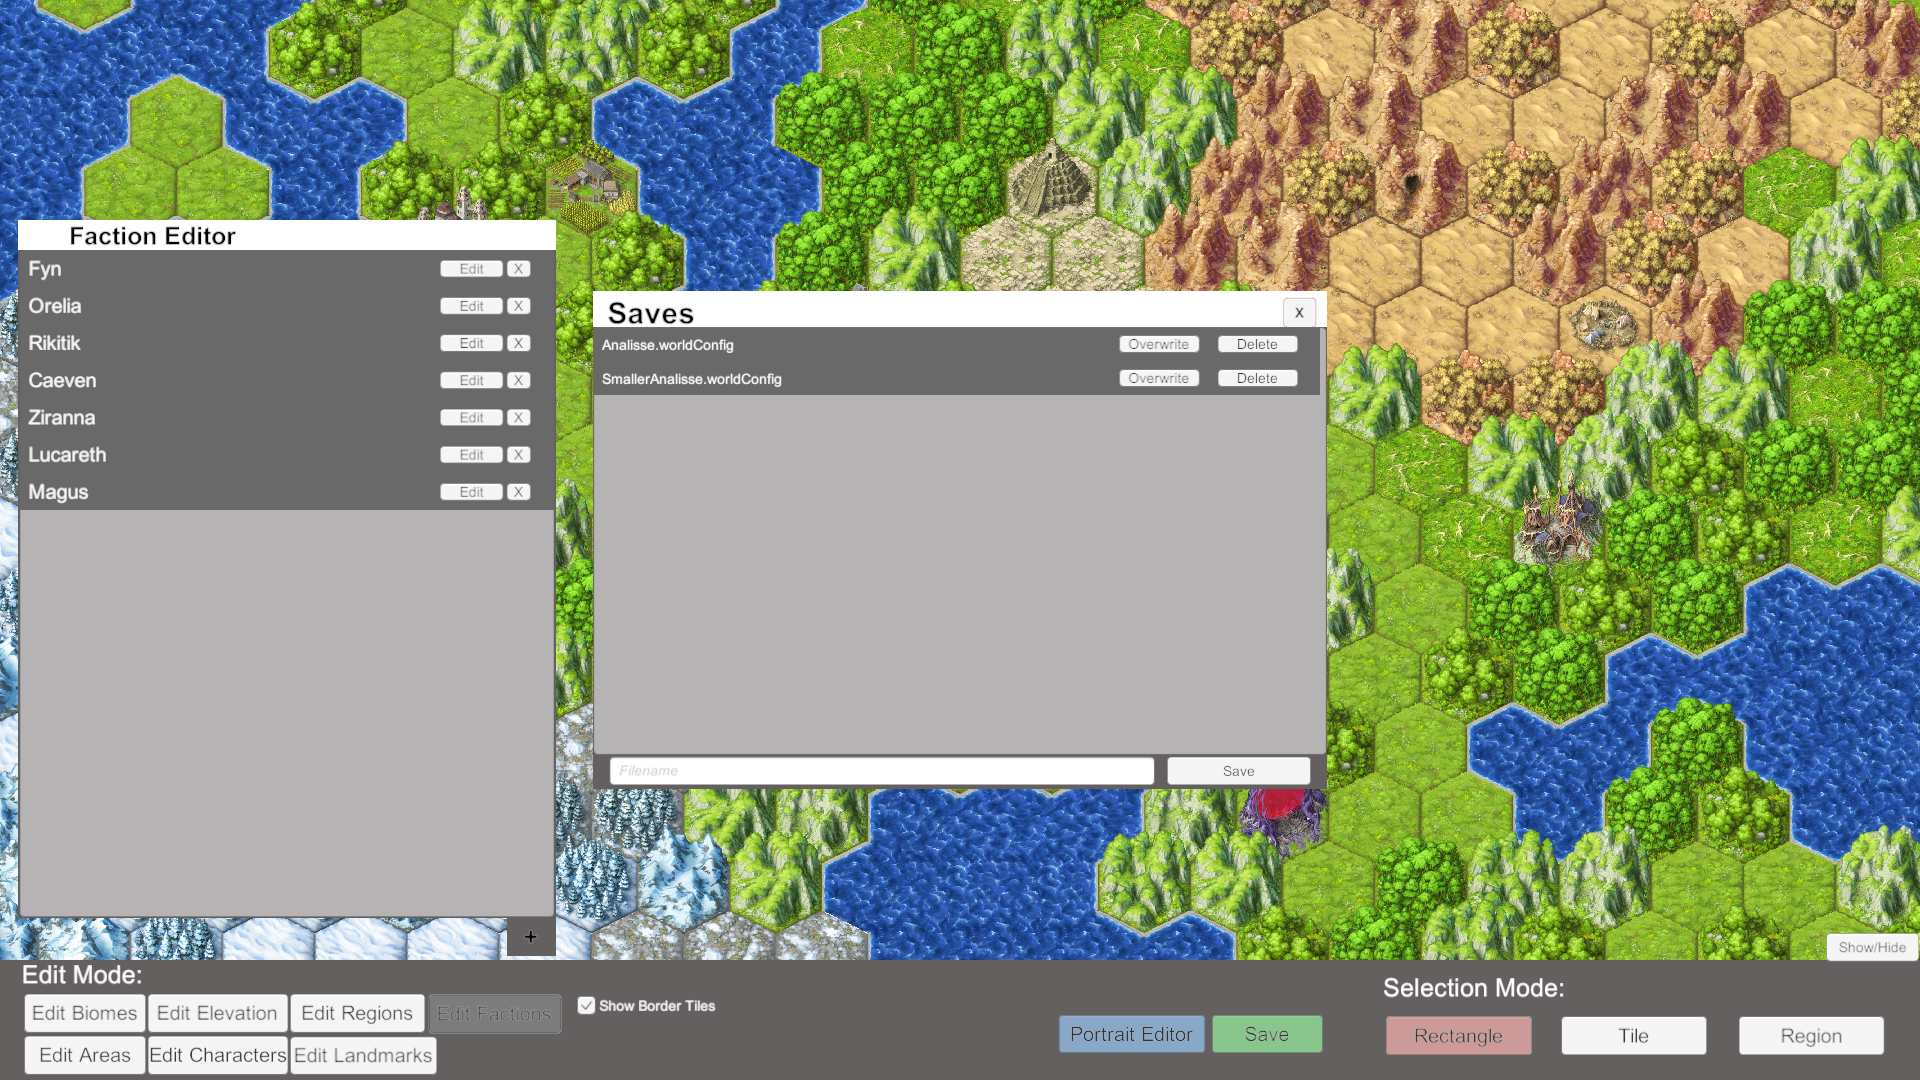 Faction Editor
Fyn Edit X
Orelia Edit X
Rikitik Edit X
Caeven Edit X
Ziranna Edit X
Lucareth Edit X
Magus Edit X
+
Saves X
Analisse.worldConfig Overwrite Delete
SmallerAnalisse.worldConfig Overwrite Delete
Filename Save
Show/Hide
Edit Mode:
Edit Biomes Edit Elevation Edit Regions Edit Factions
Edit Areas Edit Characters Edit Landmarks
Show Border Tiles
Portrait Editor Save
Selection Mode:
Rectangle Tile Region